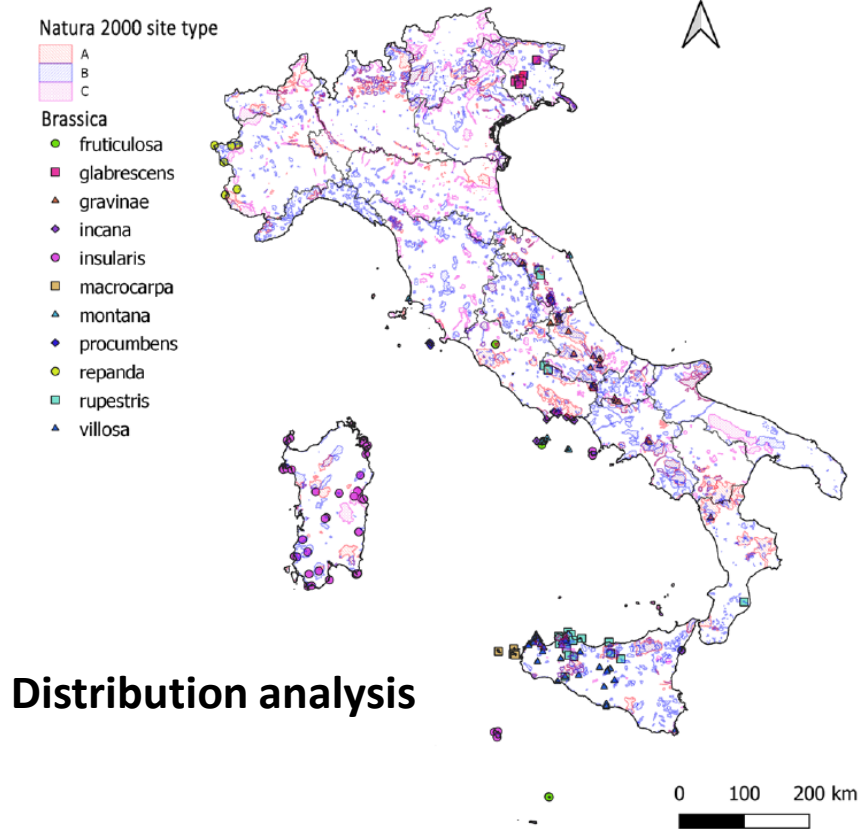 Natura 2000 site type
A
B
C
Brassica
fruticulosa
glabrescens
gravinae
incana
insularis
macrocarpa
montana
procumbens
repanda
rupestris
villosa
Distribution analysis
0 100 200 km